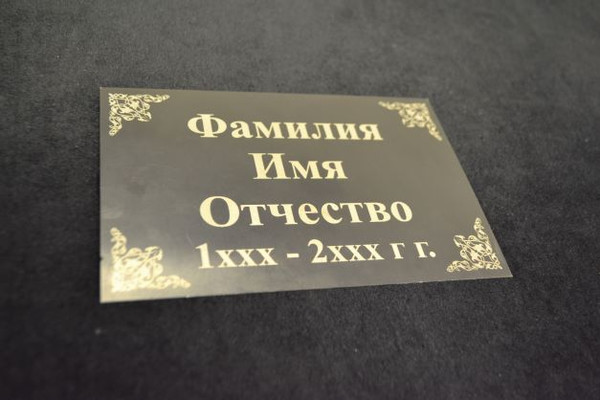 Фамилия
Имя
Отчество
1ххх - 2ххх г г.